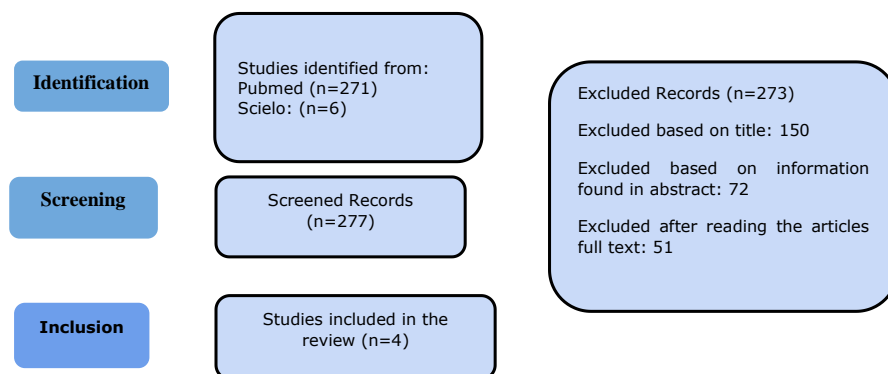 Identification
Studies identified from:
Pubmed (n=271)
Scielo: (n=6)
Screening
Screened Records
(n=277)
Inclusion
Studies included in the
review (n=4)
Excluded Records (n=273)
Excluded based on title: 150
Excluded based on information
found in abstract: 72
Excluded after reading the articles
full text: 51